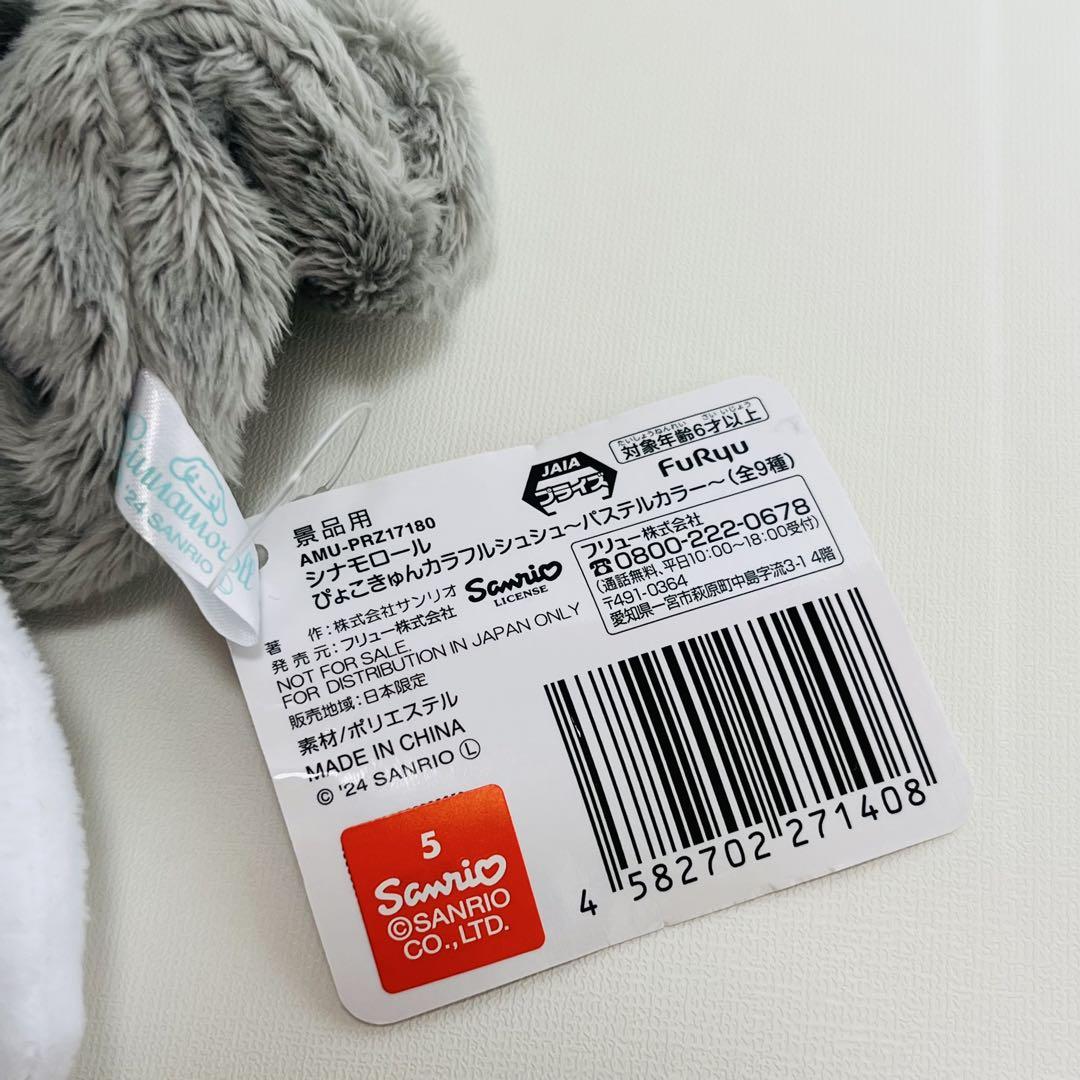 Cinnamoroll
'24 SANRIO
たいしょうねんれい さい いじょう
対象年齢6才以上
JAIA
プライズ
FuRyu
景品用
AMU-PRZ17180
シナモロール
ぴょこきゅんカラフルシュシュ～パステルカラー～(全9種)
著 作:株式会社サンリオ
発売元:フリュー株式会社
Sanrio
LICENSE
フリュー株式会社
☎0800-222-0678
(通話無料、平日10:00～18:00受付)
〒491-0364
愛知県一宮市萩原町中島字流3-1 4階
NOT FOR SALE.
FOR DISTRIBUTION IN JAPAN ONLY
販売地域:日本限定
素材/ポリエステル
MADE IN CHINA
© '24 SANRIO Ⓛ
5
Sanrio
©SANRIO
CO.,LTD.
4 582702 271408